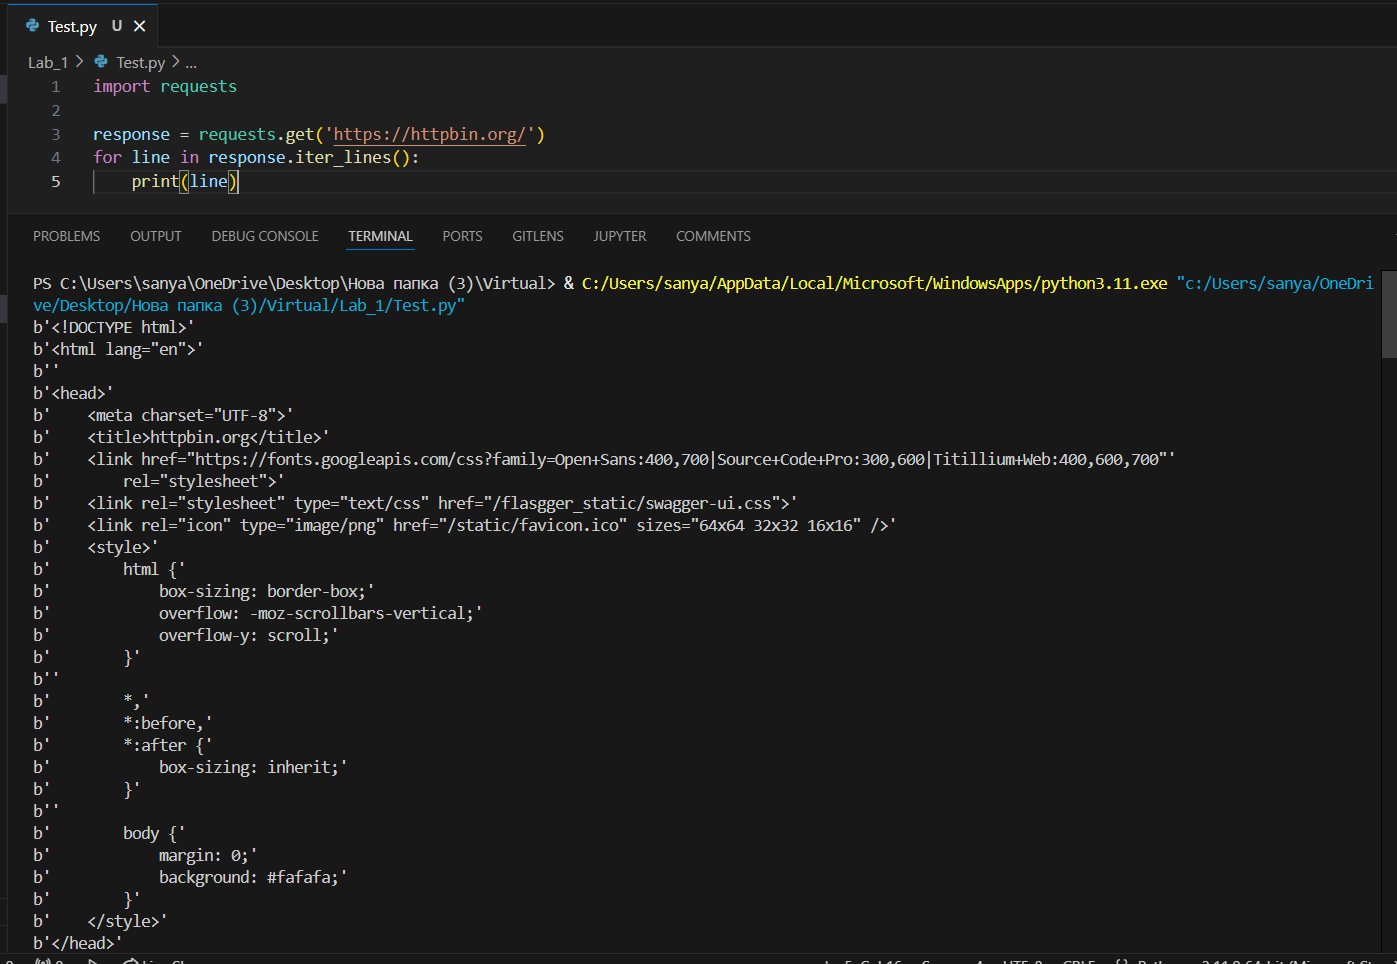 Test.py U
Lab_1 > Test.py > ...
1 import requests
2
3 response = requests.get('https://httpbin.org/')
4 for line in response.iter_lines():
5     print(line)
PROBLEMS OUTPUT DEBUG CONSOLE TERMINAL PORTS GITLENS JUPYTER COMMENTS
PS C:\Users\sanya\OneDrive\Desktop\Нова папка (3)\Virtual> & C:/Users/sanya/AppData/Local/Microsoft/WindowsApps/python3.11.exe "c:/Users/sanya/OneDri
ve/Desktop/Нова папка (3)/Virtual/Lab_1/Test.py"
b'<!DOCTYPE html>'
b'<html lang="en">'
b''
b'<head>'
b'    <meta charset="UTF-8">'
b'    <title>httpbin.org</title>'
b'    <link href="https://fonts.googleapis.com/css?family=Open+Sans:400,700|Source+Code+Pro:300,600|Titillium+Web:400,600,700"'
b'        rel="stylesheet">'
b'    <link rel="stylesheet" type="text/css" href="/flasgger_static/swagger-ui.css">'
b'    <link rel="icon" type="image/png" href="/static/favicon.ico" sizes="64x64 32x32 16x16" />'
b'    <style>'
b'        html {'
b'            box-sizing: border-box;'
b'            overflow: -moz-scrollbars-vertical;'
b'            overflow-y: scroll;'
b'        }'
b''
b'        *,'
b'        *:before,'
b'        *:after {'
b'            box-sizing: inherit;'
b'        }'
b''
b'        body {'
b'            margin: 0;'
b'            background: #fafafa;'
b'        }'
b'    </style>'
b'</head>'